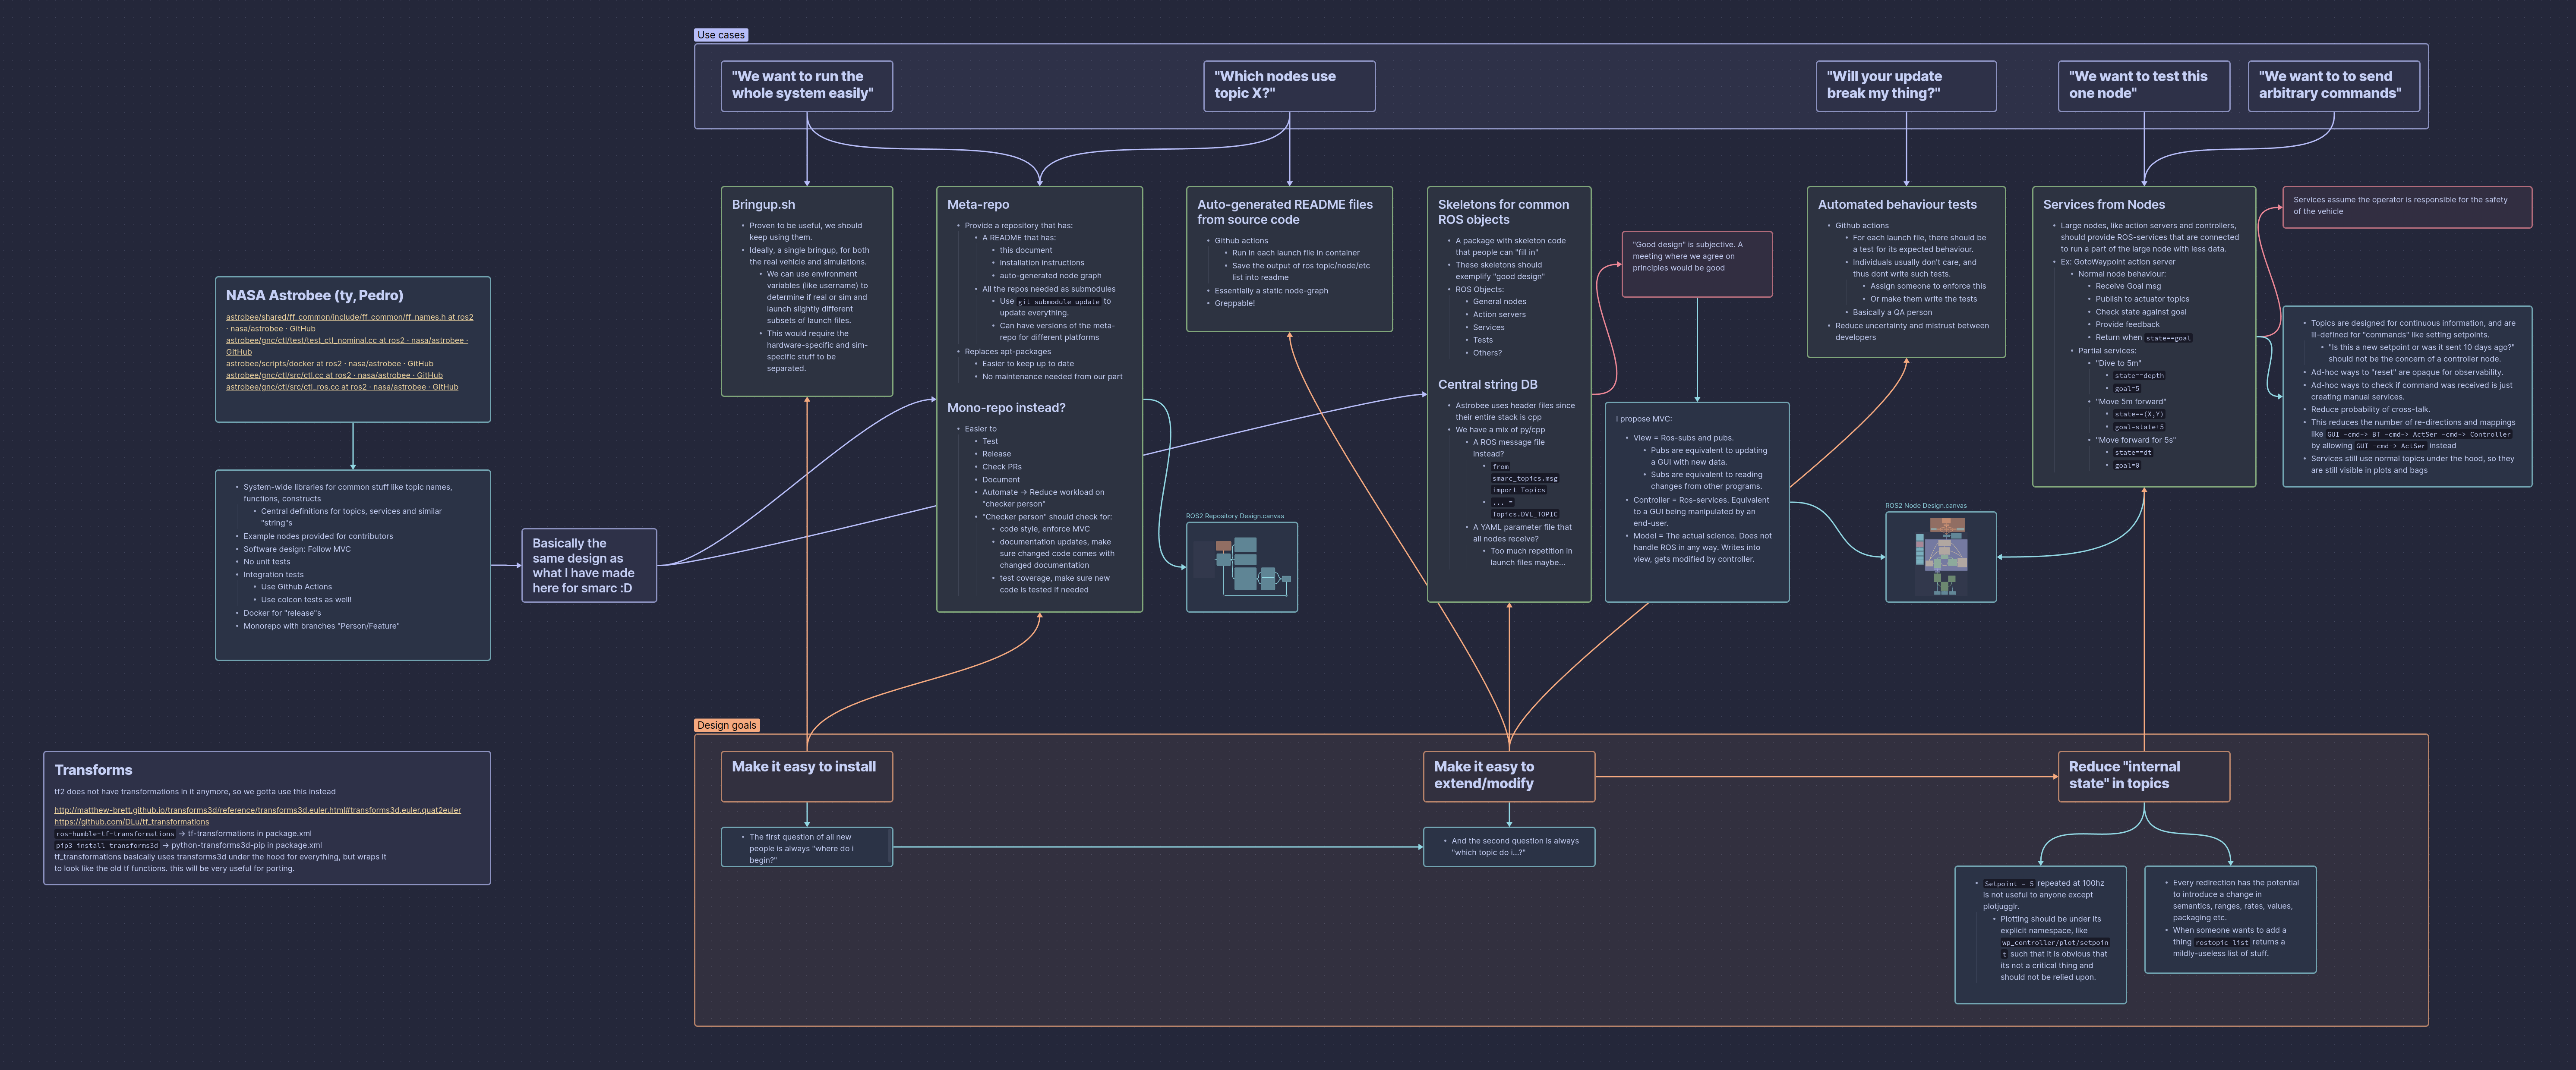 Use cases
"We want to run the
whole system easily"
"Which nodes use
topic X?"
"Will your update
break my thing?"
"We want to test this
one node"
"We want to to send
arbitrary commands"
NASA Astrobee (ty, Pedro)
astrobee/shared/ff_common/include/ff_common/ff_names.h at ros2
· nasa/astrobee · GitHub
astrobee/gnc/ctl/test/test_ctl_nominal.cc at ros2 · nasa/astrobee ·
GitHub
astrobee/scripts/docker at ros2 · nasa/astrobee · GitHub
astrobee/gnc/ctl/src/ctl.cc at ros2 · nasa/astrobee · GitHub
astrobee/gnc/ctl/src/ctl_ros.cc at ros2 · nasa/astrobee · GitHub
• System-wide libraries for common stuff like topic names,
functions, constructs
• Central definitions for topics, services and similar
"string"s
• Example nodes provided for contributors
• Software design: Follow MVC
• No unit tests
• Integration tests
• Use Github Actions
• Use colcon tests as well!
• Docker for "release"s
• Monorepo with branches "Person/Feature"
Basically the
same design as
what I have made
here for smarc :D
Bringup.sh
• Proven to be useful, we should
keep using them.
• Ideally, a single bringup, for both
the real vehicle and simulations.
• We can use environment
variables (like username) to
determine if real or sim and
launch slightly different
subsets of launch files.
• This would require the
hardware-specific and sim-
specific stuff to be
separated.
Meta-repo
• Provide a repository that has:
• A README that has:
• this document
• installation instructions
• auto-generated node graph
• All the repos needed as submodules
• Use git submodule update to
update everything.
• Can have versions of the meta-
repo for different platforms
• Replaces apt-packages
• Easier to keep up to date
• No maintenance needed from our part
Mono-repo instead?
• Easier to
• Test
• Release
• Check PRs
• Document
• Automate → Reduce workload on
"checker person"
• "Checker person" should check for:
• code style, enforce MVC
• documentation updates, make
sure changed code comes with
changed documentation
• test coverage, make sure new
code is tested if needed
Auto-generated README files
from source code
• Github actions
• Run in each launch file in container
• Save the output of ros topic/node/etc
list into readme
• Essentially a static node-graph
• Greppable!
ROS2 Repository Design.canvas
Skeletons for common
ROS objects
• A package with skeleton code
that people can "fill in"
• These skeletons should
exemplify "good design"
• ROS Objects:
• General nodes
• Action servers
• Services
• Tests
• Others?
Central string DB
• Astrobee uses header files since
their entire stack is cpp
• We have a mix of py/cpp
• A ROS message file
instead?
• from
smarc_topics.msg
import Topics
• ... =
Topics.DVL_TOPIC
• A YAML parameter file that
all nodes receive?
• Too much repetition in
launch files maybe...
"Good design" is subjective. A
meeting where we agree on
principles would be good
I propose MVC:
• View = Ros-subs and pubs.
• Pubs are equivalent to updating
a GUI with new data.
• Subs are equivalent to reading
changes from other programs.
• Controller = Ros-services. Equivalent
to a GUI being manipulated by an
end-user.
• Model = The actual science. Does not
handle ROS in any way. Writes into
view, gets modified by controller.
Automated behaviour tests
• Github actions
• For each launch file, there should be
a test for its expected behaviour.
• Individuals usually don't care, and
thus dont write such tests.
• Assign someone to enforce this
• Or make them write the tests
• Basically a QA person
• Reduce uncertainty and mistrust between
developers
ROS2 Node Design.canvas
Services from Nodes
• Large nodes, like action servers and controllers,
should provide ROS-services that are connected
to run a part of the large node with less data.
• Ex: GotoWaypoint action server
• Normal node behaviour:
• Receive Goal msg
• Publish to actuator topics
• Check state against goal
• Provide feedback
• Return when state==goal
• Partial services:
• "Dive to 5m"
• state==depth
• goal=5
• "Move 5m forward"
• state==(X,Y)
• goal=state+5
• "Move forward for 5s"
• state==dt
• goal=0
Services assume the operator is responsible for the safety
of the vehicle
• Topics are designed for continuous information, and are
ill-defined for "commands" like setting setpoints.
• "Is this a new setpoint or was it sent 10 days ago?"
should not be the concern of a controller node.
• Ad-hoc ways to "reset" are opaque for observability.
• Ad-hoc ways to check if command was received is just
creating manual services.
• Reduce probability of cross-talk.
• This reduces the number of re-directions and mappings
like GUI -cmd-> BT -cmd-> ActSer -cmd-> Controller
by allowing GUI -cmd-> ActSer instead
• Services still use normal topics under the hood, so they
are still visible in plots and bags
Transforms
tf2 does not have transformations in it anymore, so we gotta use this instead
http://matthew-brett.github.io/transforms3d/reference/transforms3d.euler.html#transforms3d.euler.quat2euler
https://github.com/DLu/tf_transformations
ros-humble-tf-transformations → tf-transformations in package.xml
pip3 install transforms3d → python-transforms3d-pip in package.xml
tf_transformations basically uses transforms3d under the hood for everything, but wraps it
to look like the old tf functions. this will be very useful for porting.
Design goals
Make it easy to install
• The first question of all new
people is always "where do i
begin?"
Make it easy to
extend/modify
• And the second question is always
"which topic do i...?"
Reduce "internal
state" in topics
• Setpoint = 5 repeated at 100hz
is not useful to anyone except
plotjugglr.
• Plotting should be under its
explicit namespace, like
wp_controller/plot/setpoin
t such that it is obvious that
its not a critical thing and
should not be relied upon.
• Every redirection has the potential
to introduce a change in
semantics, ranges, rates, values,
packaging etc.
• When someone wants to add a
thing rostopic list returns a
mildly-useless list of stuff.